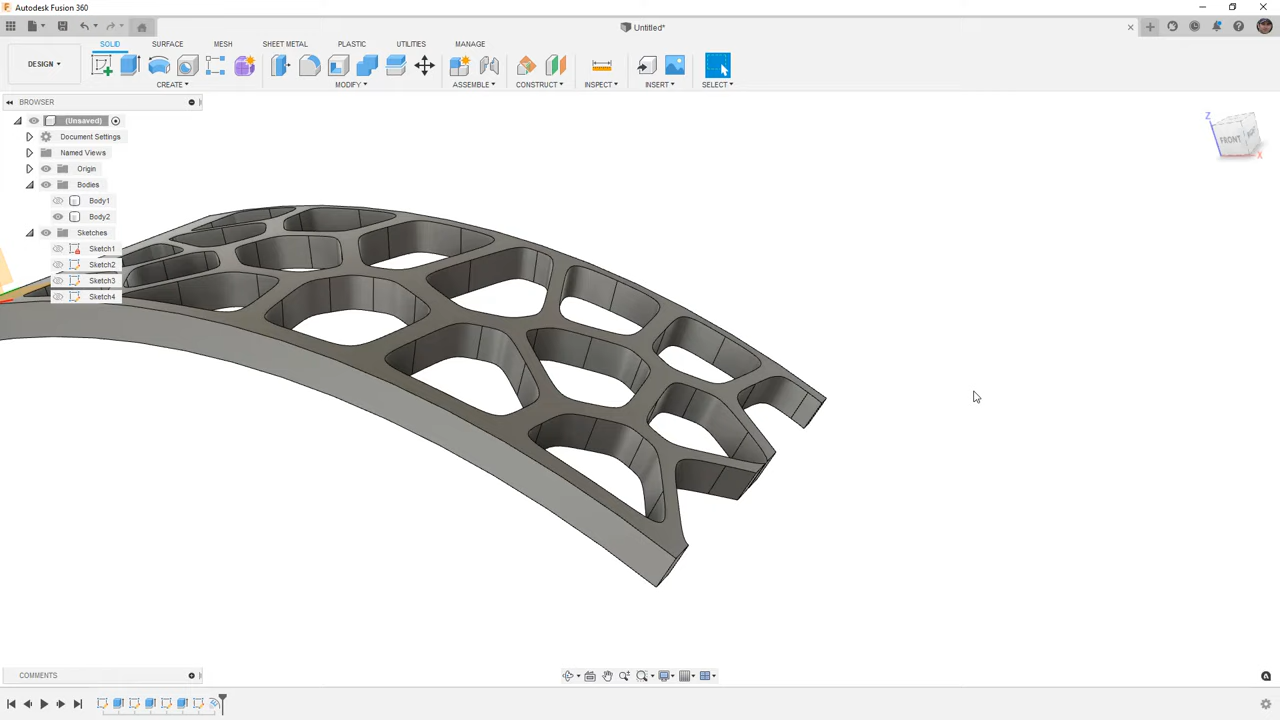 Autodesk Fusion 360
Untitled*
SOLID SURFACE MESH SHEET METAL PLASTIC UTILITIES MANAGE
DESIGN
CREATE MODIFY ASSEMBLE CONSTRUCT INSPECT INSERT SELECT
BROWSER
(Unsaved)
Document Settings
Named Views
Origin
Bodies
Body1
Body2
Sketches
Sketch1
Sketch2
Sketch3
Sketch4
Z
FRONT
X
COMMENTS